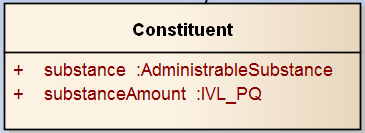 Constituent
+ substance :AdministrableSubstance
+ substanceAmount :IVL_PQ